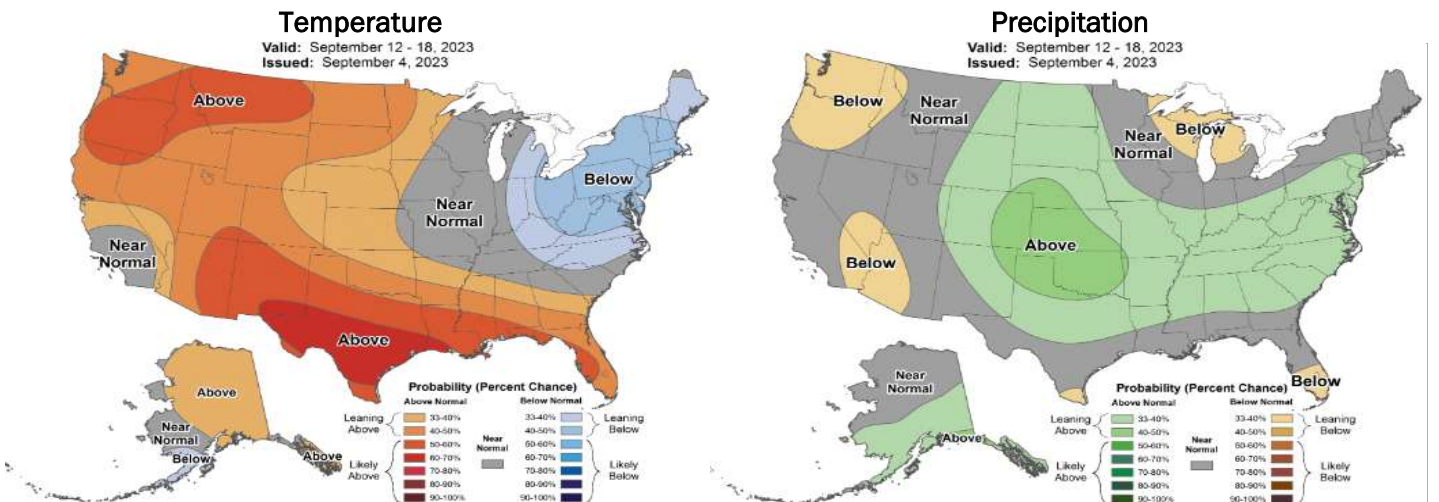 Temperature
Valid: September 12 - 18, 2023
Issued: September 4, 2023
Above
Below
Near
Normal
Near
Normal
Above
Above
Near
Normal
Below
Above
Probability (Percent Chance)
Above Normal
Below Normal
Leaning
Above
33-40%
40-50%
50-60%
60-70%
70-80%
80-90%
90-100%
Likely
Above
Near
Normal
33-40%
40-50%
50-60%
60-70%
70-80%
80-90%
90-100%
Leaning
Below
Likely
Below
Precipitation
Valid: September 12 - 18, 2023
Issued: September 4, 2023
Below
Near
Normal
Near
Normal
Below
Above
Below
Near
Normal
Above
Below
Probability (Percent Chance)
Above Normal
Below Normal
Leaning
Above
33-40%
40-50%
50-60%
60-70%
70-80%
80-90%
90-100%
Likely
Above
Near
Normal
33-40%
40-50%
50-60%
60-70%
70-80%
80-90%
90-100%
Leaning
Below
Likely
Below